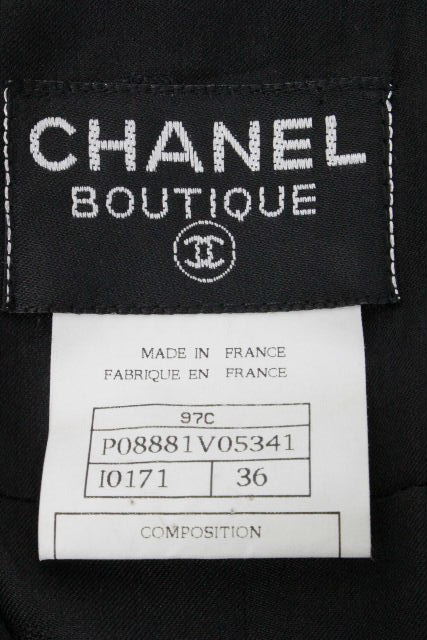 CHANEL
BOUTIQUE
MADE IN FRANCE
FABRIQUE EN FRANCE
97C
P08881V05341
I0171 36
COMPOSITION